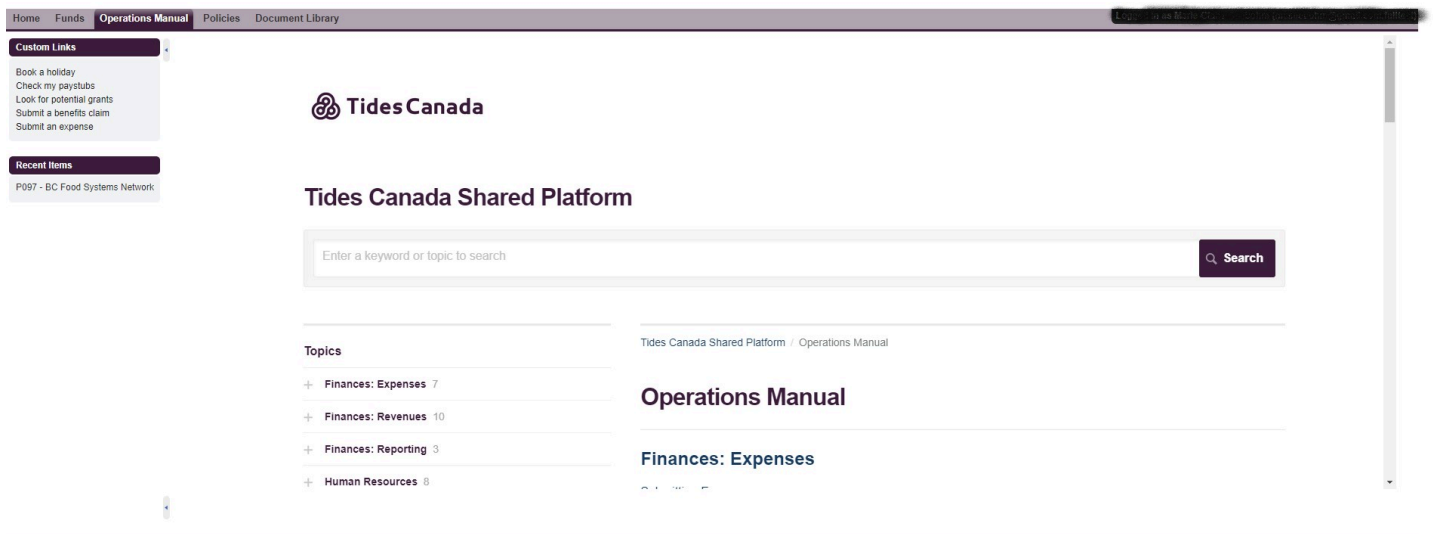 Home Funds Operations Manual Policies Document Library
Custom Links
Book a holiday
Check my paystubs
Look for potential grants
Submit a benefits claim
Submit an expense
Recent Items
P097 - BC Food Systems Network
Tides Canada
Tides Canada Shared Platform
Enter a keyword or topic to search
Search
Topics
Finances: Expenses 7
Finances: Revenues 10
Finances: Reporting 3
Human Resources 8
Tides Canada Shared Platform / Operations Manual
Operations Manual
Finances: Expenses